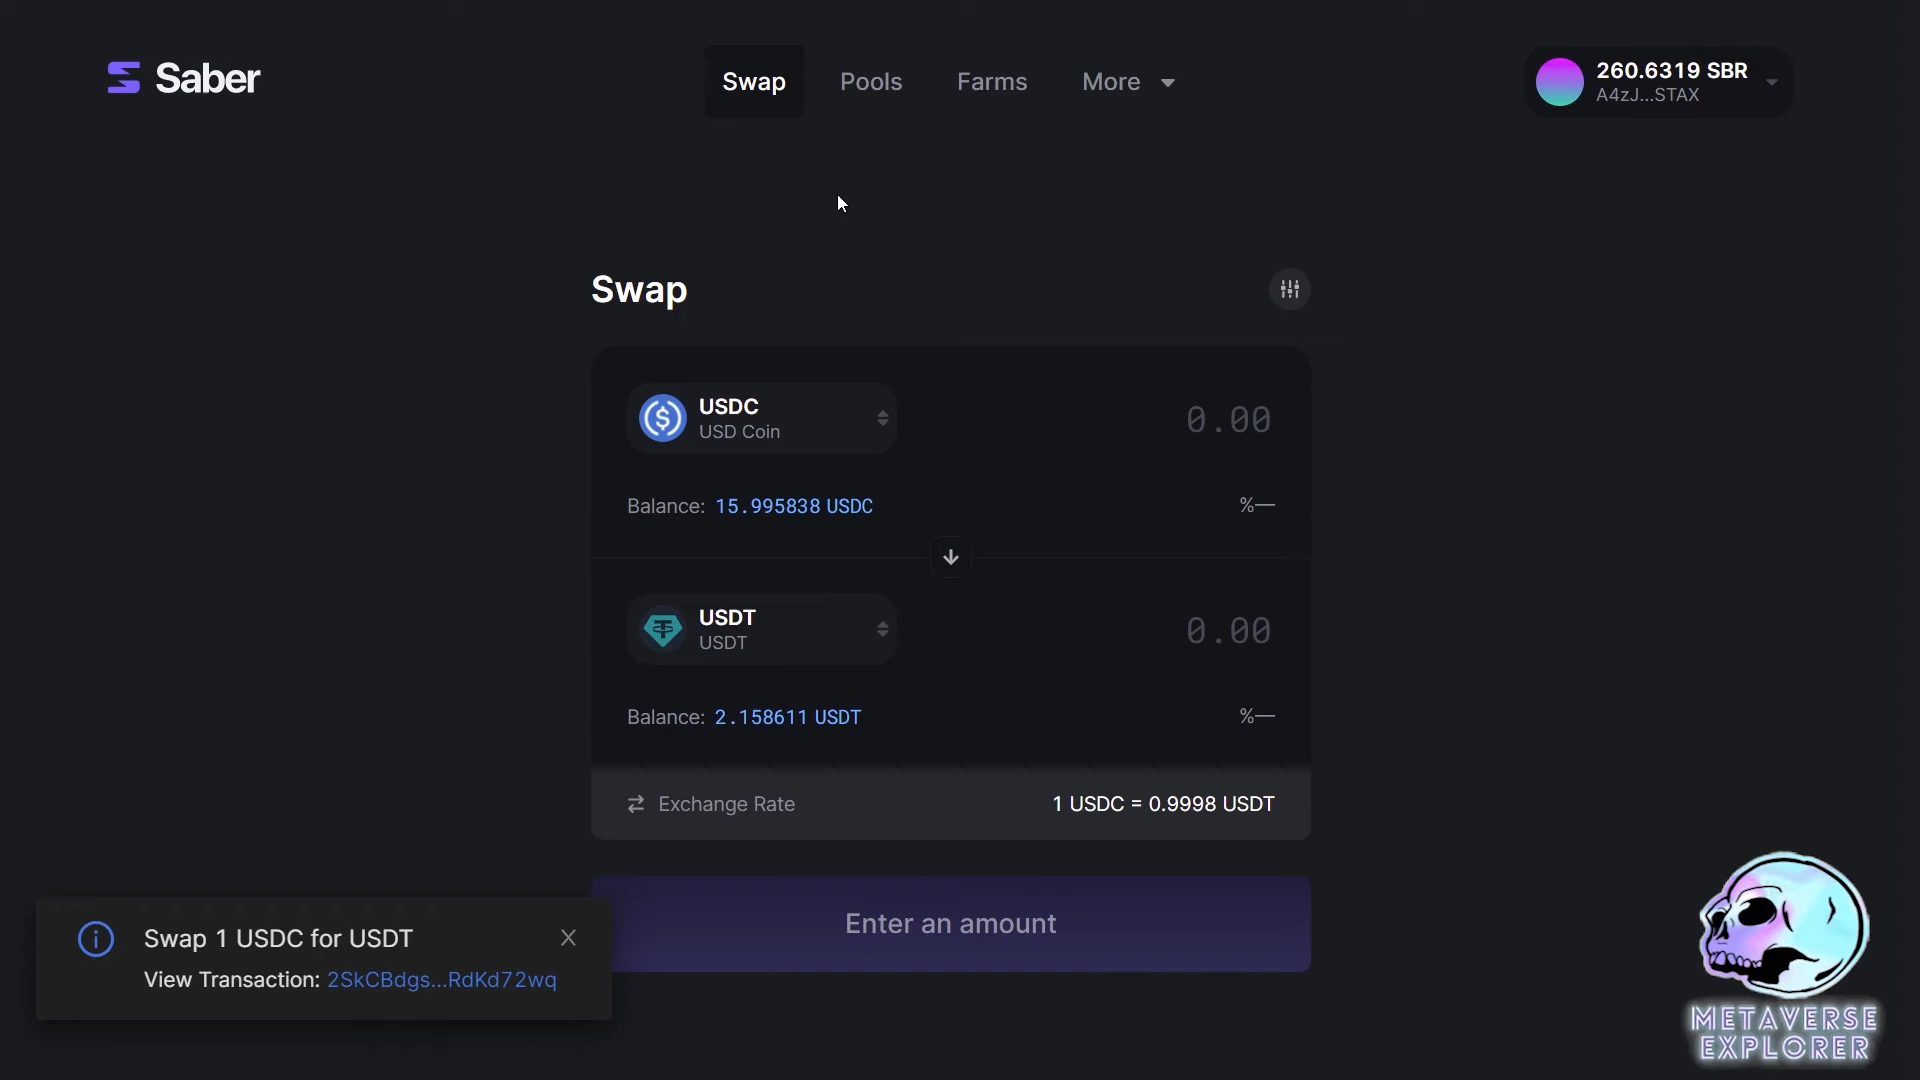 Saber
Swap
Pools
Farms
More
260.6319 SBR
A4zJ...STAX
Swap
USDC
USD Coin
0.00
Balance: 15.995838 USDC
%—
USDT
USDT
0.00
Balance: 2.158611 USDT
%—
Exchange Rate
1 USDC = 0.9998 USDT
Enter an amount
Swap 1 USDC for USDT
View Transaction: 2SkCBdgs...RdKd72wq
METAVERSE
EXPLORER